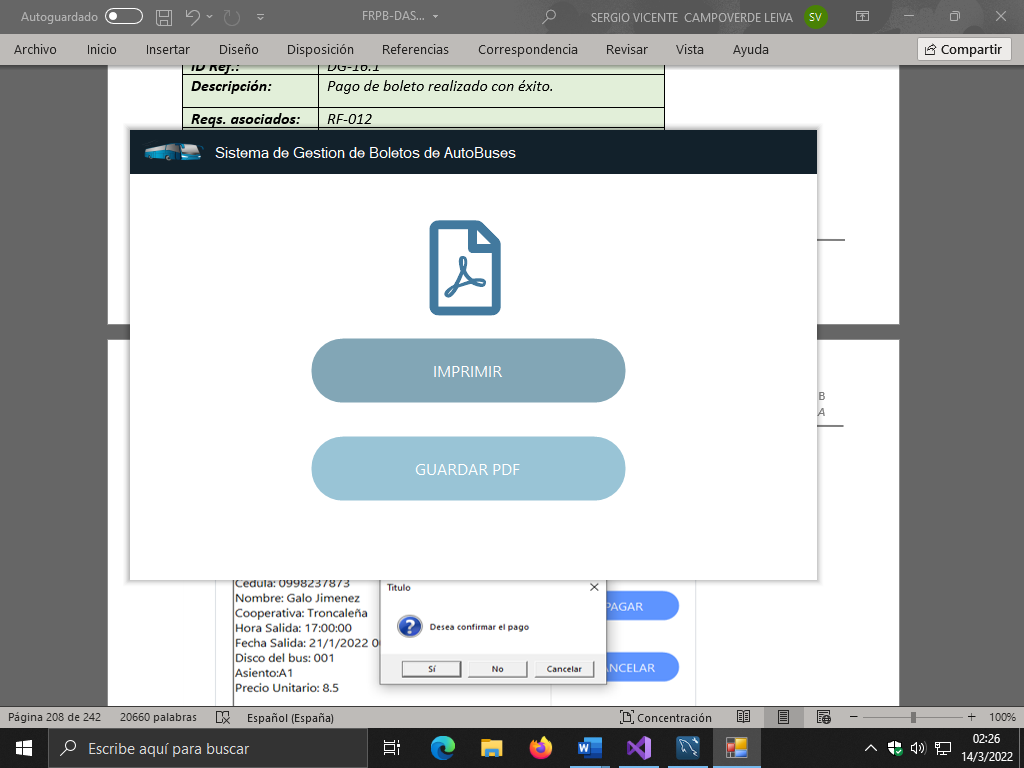 Autoguardado
FRPB-DAS...
SERGIO VICENTE CAMPOVERDE LEIVA
SV
Archivo Inicio Insertar Diseño Disposición Referencias Correspondencia Revisar Vista Ayuda Compartir
ID Ref.: DG-16.1
Descripción: Pago de boleto realizado con éxito.
Reqs. asociados: RF-012
Sistema de Gestion de Boletos de AutoBuses
IMPRIMIR
B
A
GUARDAR PDF
Cedula: 0998237873
Nombre: Galo Jimenez
Cooperativa: Troncaleña
Hora Salida: 17:00:00
Fecha Salida: 21/1/2022 0
Disco del bus: 001
Asiento:A1
Precio Unitario: 8.5
Titulo
Desea confirmar el pago
Sí No Cancelar
PAGAR
NCELAR
Página 208 de 242 20660 palabras Español (España) Concentración 100%
Escribe aquí para buscar
02:26
14/3/2022